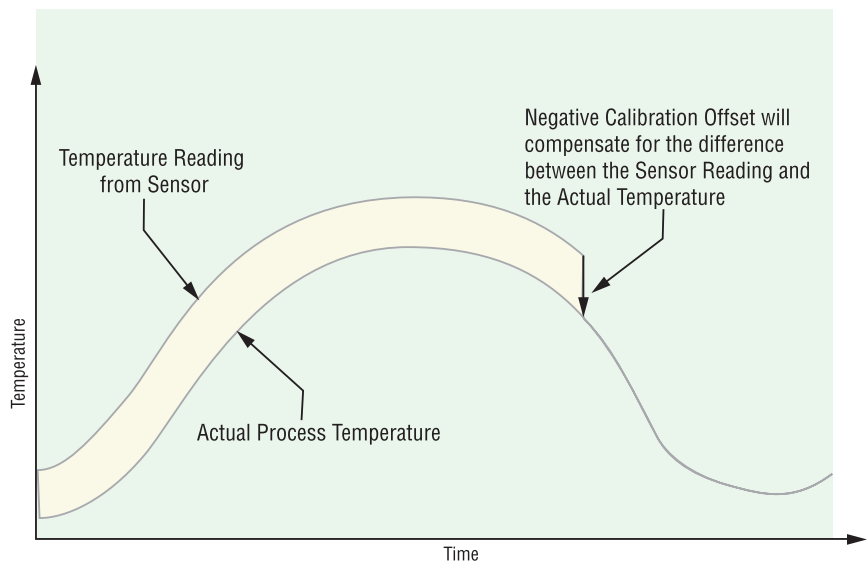 Negative Calibration Offset will
compensate for the difference
between the Sensor Reading and
the Actual Temperature
Temperature Reading
from Sensor
Temperature
Actual Process Temperature
Time